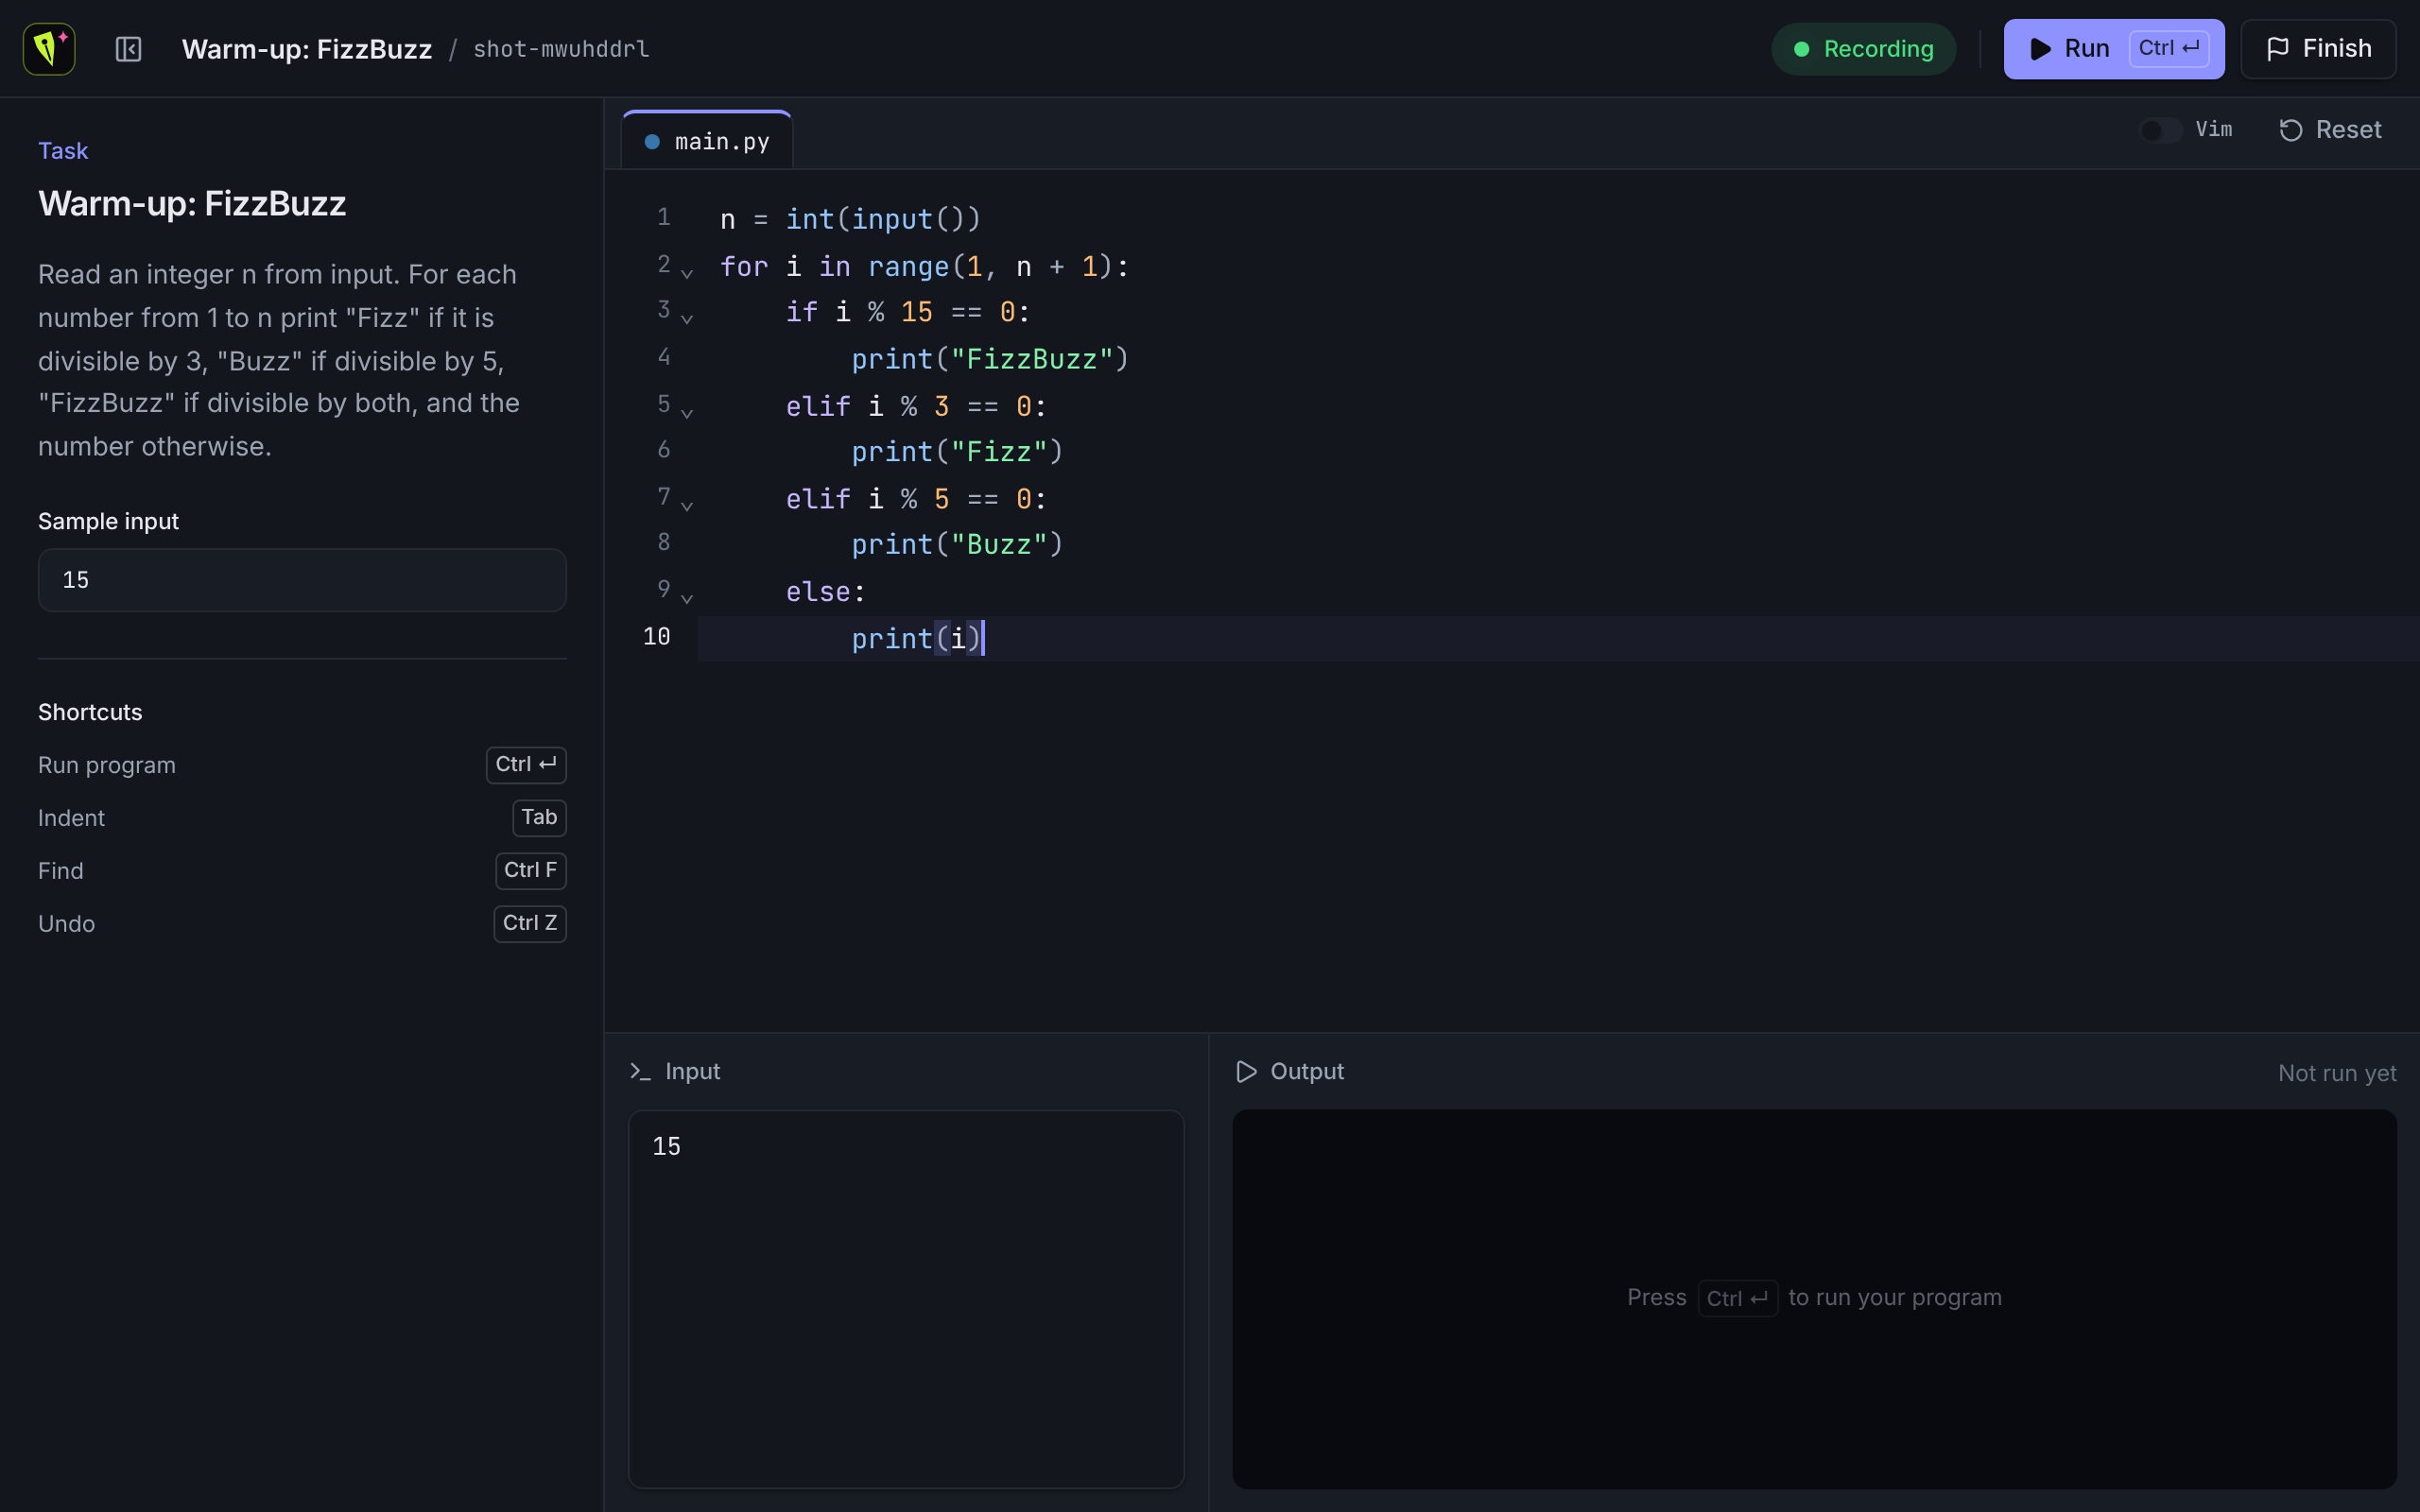 Warm-up: FizzBuzz / shot-mwuhddrl
Recording
Run Ctrl ↵
Finish
Task
Warm-up: FizzBuzz
Read an integer n from input. For each
number from 1 to n print "Fizz" if it is
divisible by 3, "Buzz" if divisible by 5,
"FizzBuzz" if divisible by both, and the
number otherwise.
Sample input
15
Shortcuts
Run program Ctrl ↵
Indent Tab
Find Ctrl F
Undo Ctrl Z
main.py
Vim
Reset
1 n = int(input())
2 for i in range(1, n + 1):
3     if i % 15 == 0:
4         print("FizzBuzz")
5     elif i % 3 == 0:
6         print("Fizz")
7     elif i % 5 == 0:
8         print("Buzz")
9     else:
10         print(i)
Input
15
Output
Not run yet
Press Ctrl ↵ to run your program